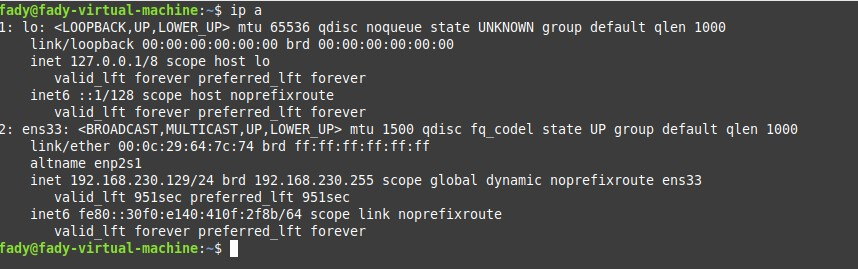 fady@fady-virtual-machine:~$ ip a
1: lo: <LOOPBACK,UP,LOWER_UP> mtu 65536 qdisc noqueue state UNKNOWN group default qlen 1000
    link/loopback 00:00:00:00:00:00 brd 00:00:00:00:00:00
    inet 127.0.0.1/8 scope host lo
       valid_lft forever preferred_lft forever
    inet6 ::1/128 scope host noprefixroute
       valid_lft forever preferred_lft forever
2: ens33: <BROADCAST,MULTICAST,UP,LOWER_UP> mtu 1500 qdisc fq_codel state UP group default qlen 1000
    link/ether 00:0c:29:64:7c:74 brd ff:ff:ff:ff:ff:ff
    altname enp2s1
    inet 192.168.230.129/24 brd 192.168.230.255 scope global dynamic noprefixroute ens33
       valid_lft 951sec preferred_lft 951sec
    inet6 fe80::30f0:e140:410f:2f8b/64 scope link noprefixroute
       valid_lft forever preferred_lft forever
fady@fady-virtual-machine:~$